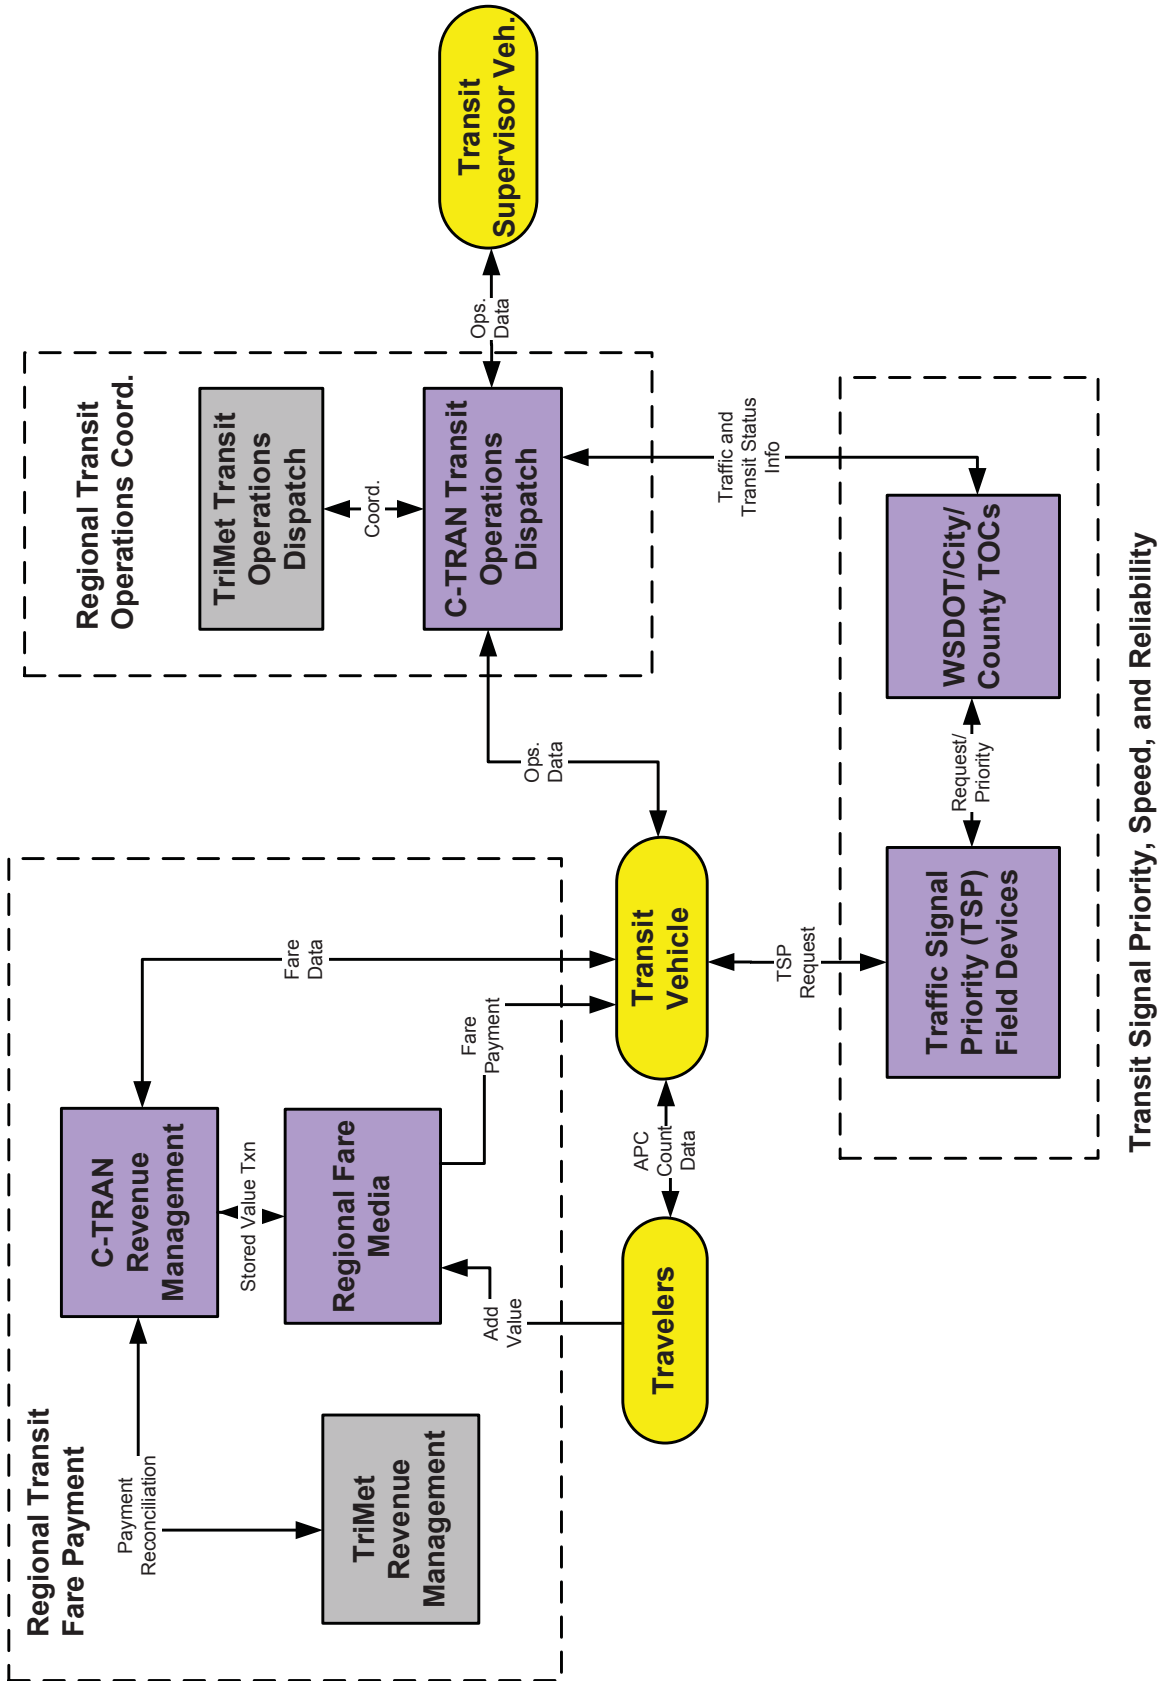 Regional Transit
Fare Payment
Payment
Reconciliation
TriMet
Revenue
Management
C-TRAN
Revenue
Management
Stored Value Txn
Regional Fare
Media
Add
Value
Fare
Payment
Fare
Data
Travelers
APC
Count
Data
Transit
Vehicle
Ops.
Data
Regional Transit
Operations Coord.
TriMet Transit
Operations
Dispatch
Coord.
C-TRAN Transit
Operations
Dispatch
Ops.
Data
Transit
Supervisor Veh.
Traffic and
Transit Status
Info
TSP
Request
Traffic Signal
Priority (TSP)
Field Devices
Request/
Priority
WSDOT/City/
County TOCs
Transit Signal Priority, Speed, and Reliability